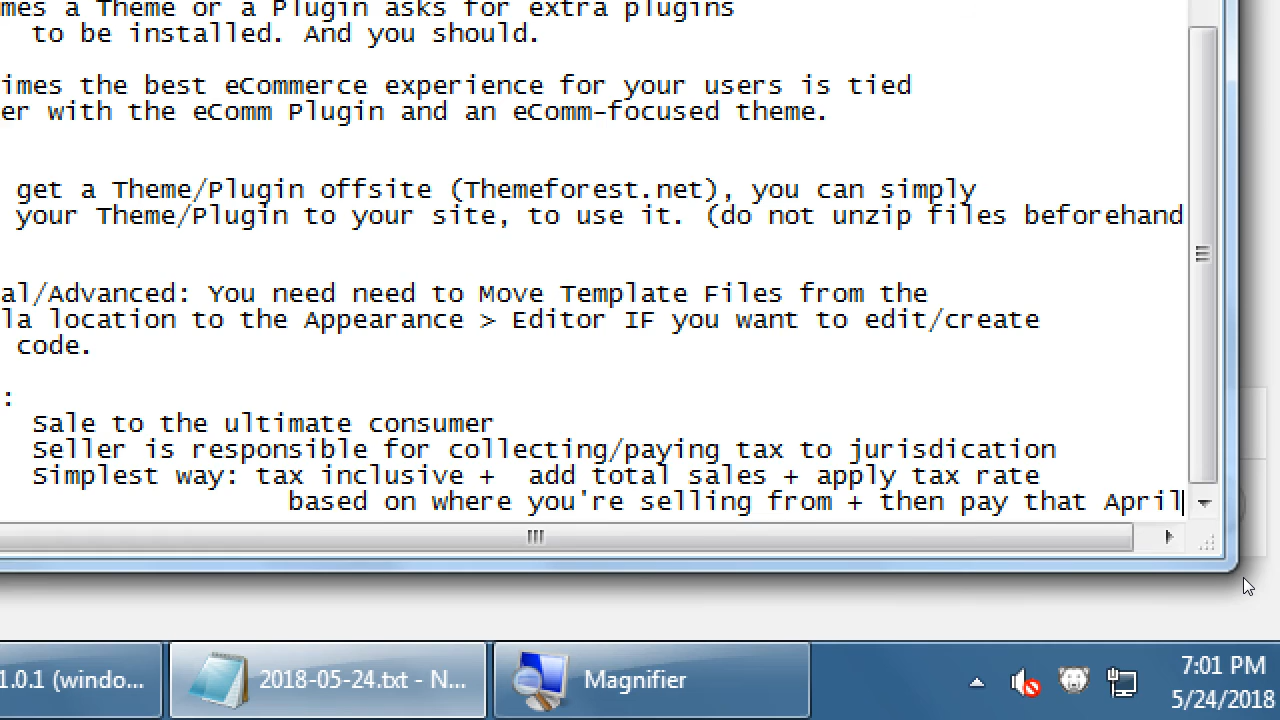 mes a Theme or a Plugin asks for extra plugins
to be installed. And you should.
imes the best eCommerce experience for your users is tied
er with the eComm Plugin and an eComm-focused theme.
get a Theme/Plugin offsite (Themeforest.net), you can simply
your Theme/Plugin to your site, to use it. (do not unzip files beforehand
al/Advanced: You need need to Move Template Files from the
la location to the Appearance > Editor IF you want to edit/create
code.
:
Sale to the ultimate consumer
Seller is responsible for collecting/paying tax to jurisdication
Simplest way: tax inclusive +  add total sales + apply tax rate
based on where you're selling from + then pay that April
1.0.1 (windo...
2018-05-24.txt - N...
Magnifier
7:01 PM
5/24/2018